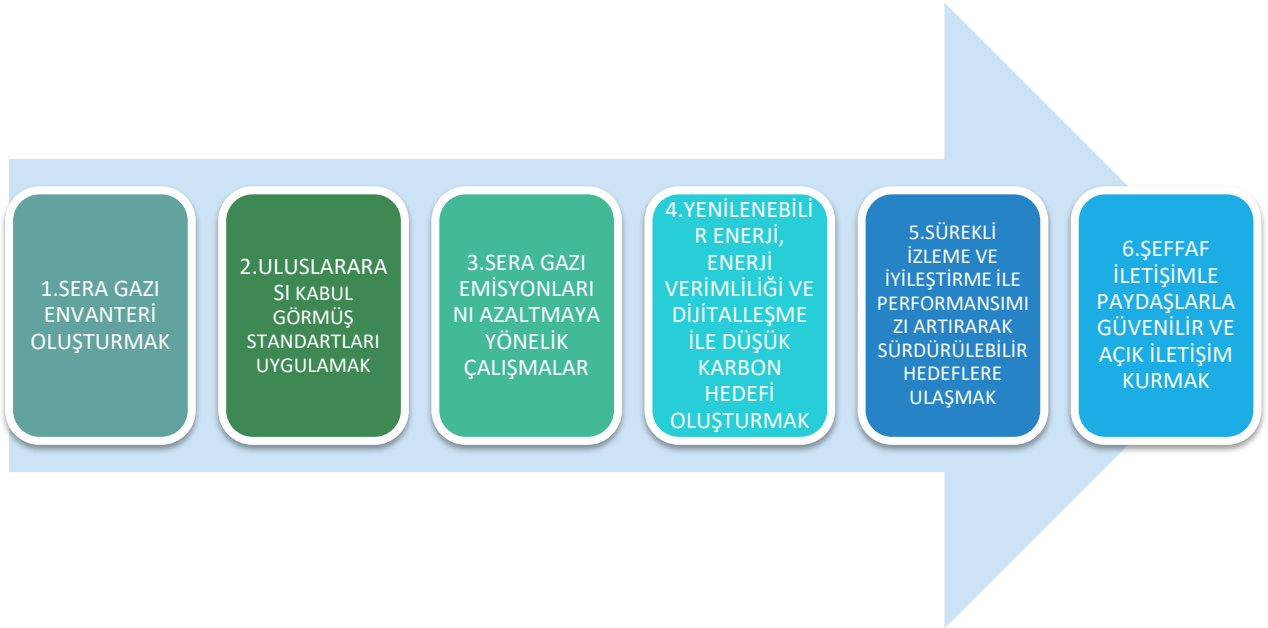 1.SERA GAZI
ENVANTERİ
OLUŞTURMAK
2.ULUSLARARA
SI KABUL
GÖRMÜŞ
STANDARTLARI
UYGULAMAK
3.SERA GAZI
EMİSYONLARI
NI AZALTMAYA
YÖNELİK
ÇALIŞMALAR
4.YENİLENEBİLİ
R ENERJİ,
ENERJİ
VERİMLİLİĞİ VE
DİJİTALLEŞME
İLE DÜŞÜK
KARBON
HEDEFİ
OLUŞTURMAK
5.SÜREKLİ
İZLEME VE
İYİLEŞTİRME İLE
PERFORMANSIMI
ZI ARTIRARAK
SÜRDÜRÜLEBİLİR
HEDEFLERE
ULAŞMAK
6.ŞEFFAF
İLETİŞİMLE
PAYDAŞLARLA
GÜVENİLİR VE
AÇIK İLETİŞİM
KURMAK